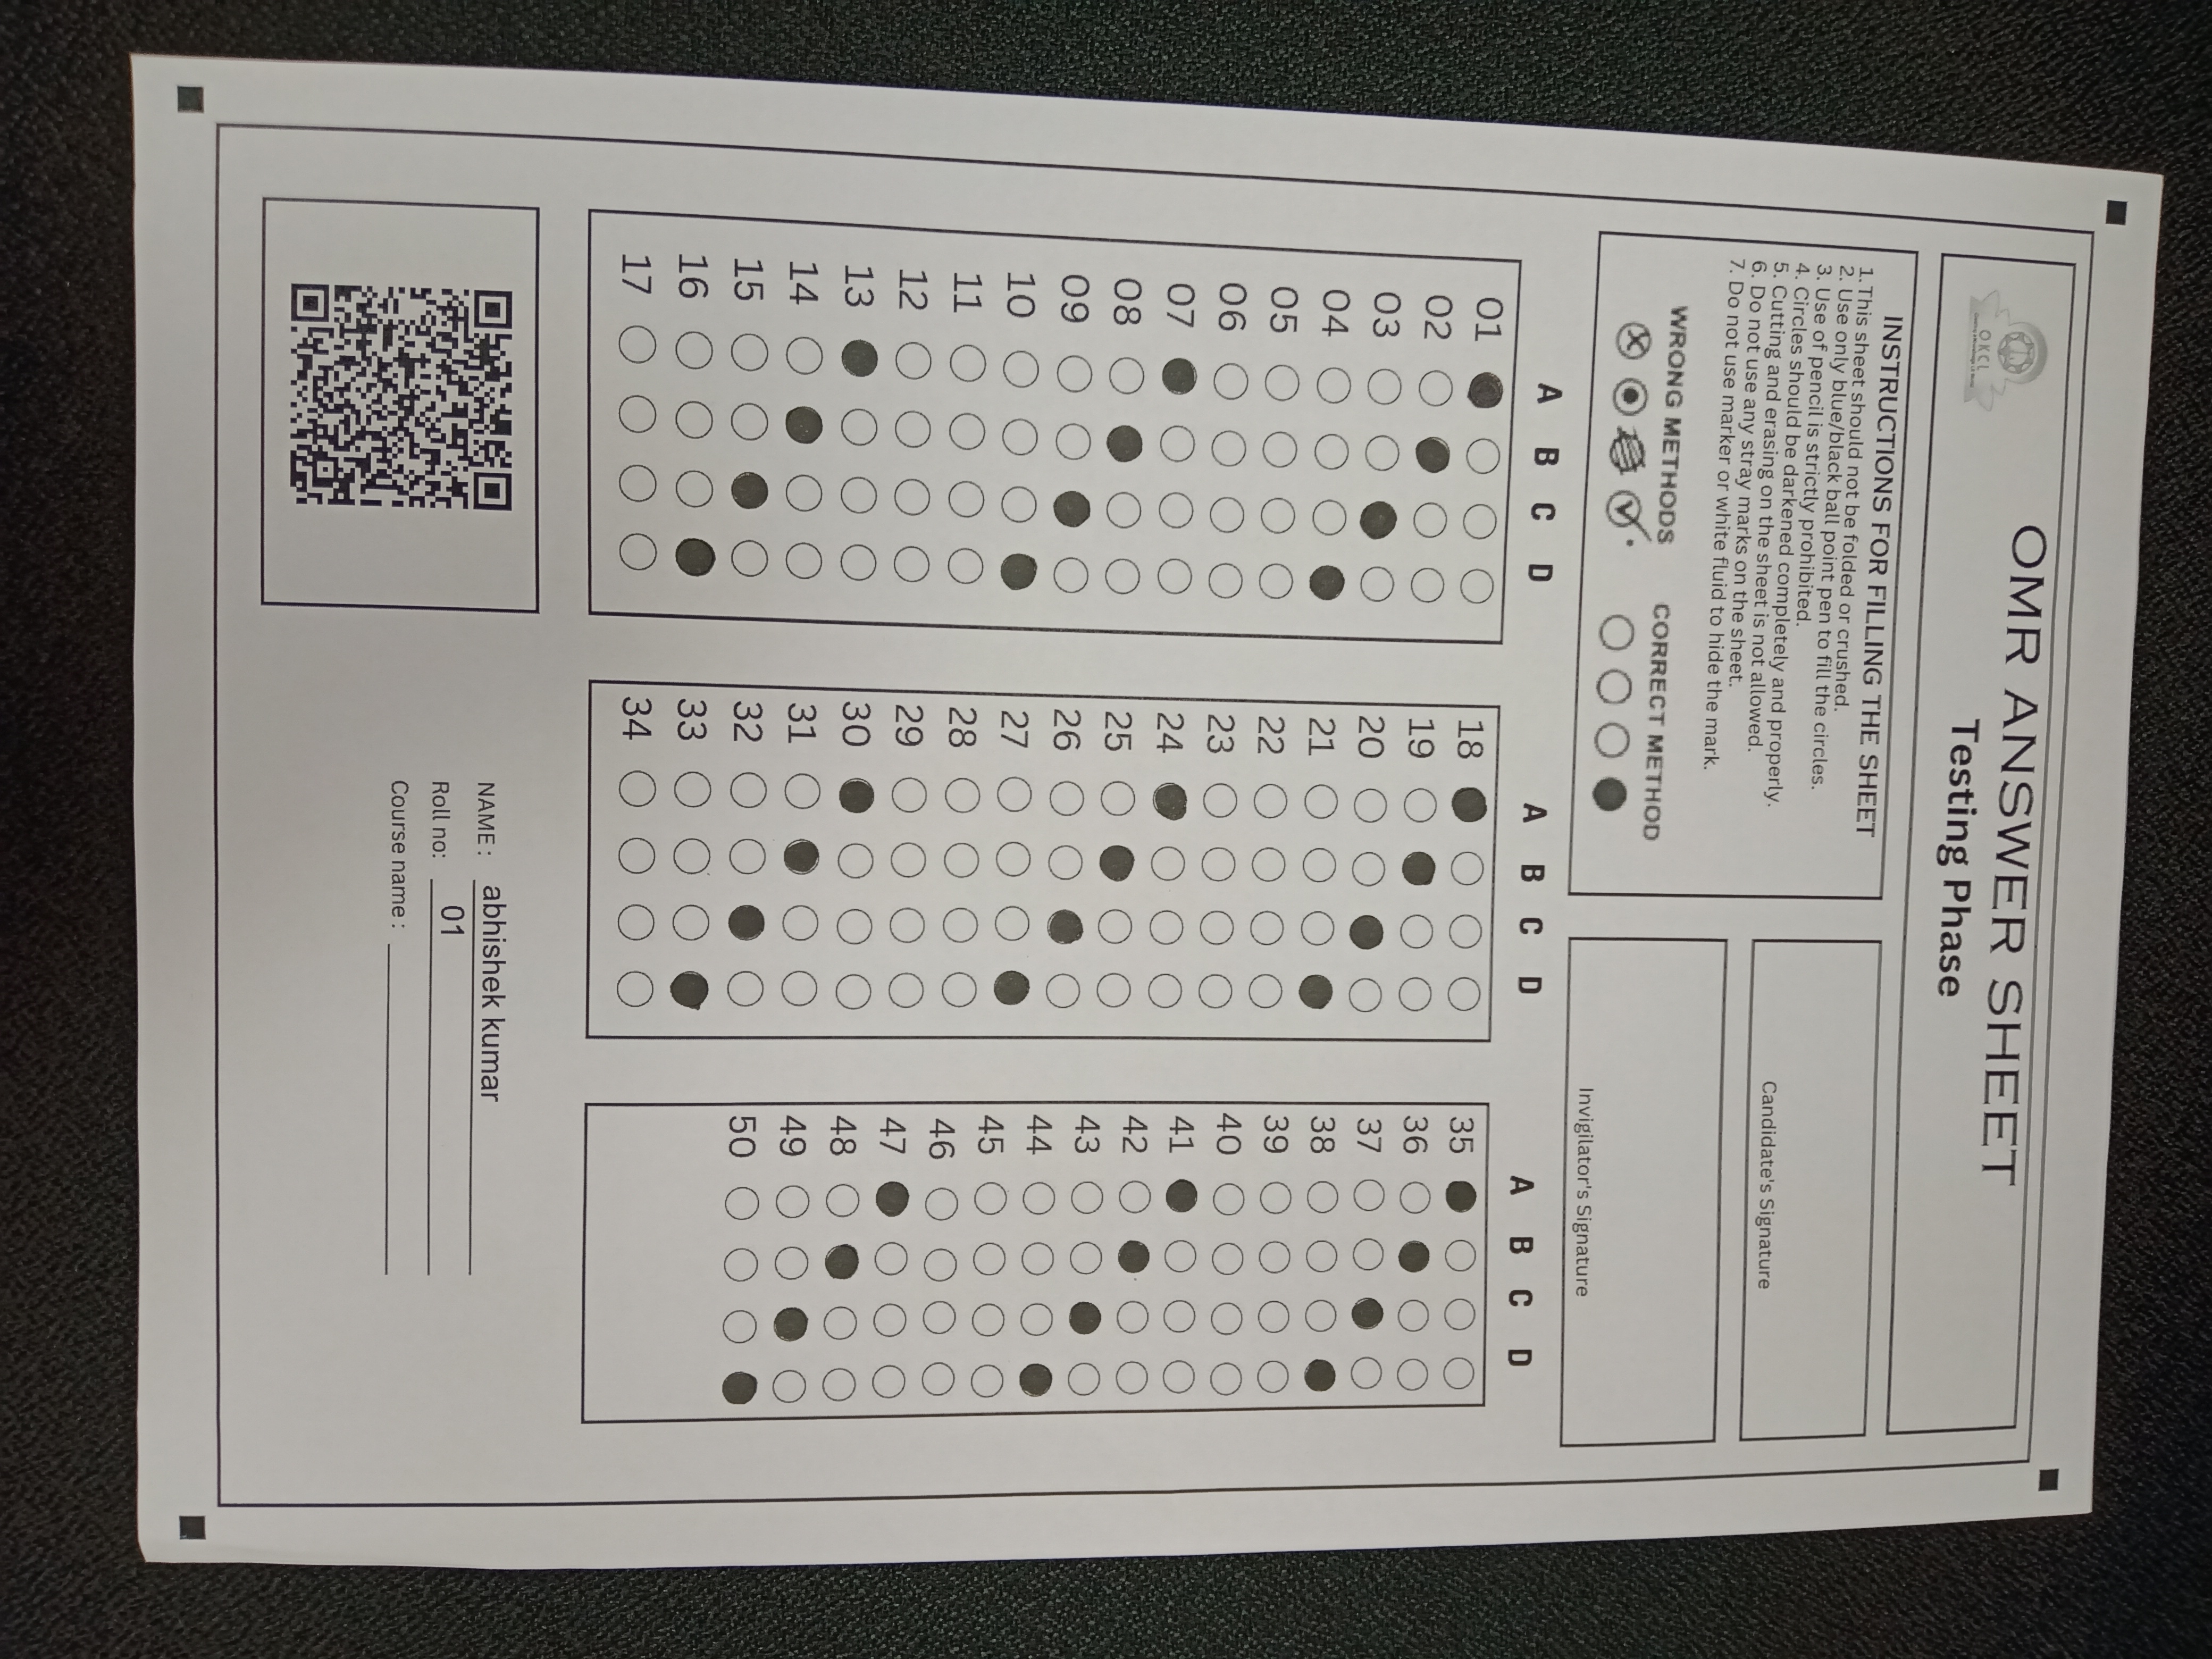 OKCL
OMR ANSWER SHEET
Testing Phase
INSTRUCTIONS FOR FILLING THE SHEET
1. This sheet should not be folded or crushed.
2. Use only blue/black ball point pen to fill the circles.
3. Use of pencil is strictly prohibited.
4. Circles should be darkened completely and properly.
5. Cutting and erasing on the sheet is not allowed.
6. Do not use any stray marks on the sheet.
7. Do not use marker or white fluid to hide the mark.
WRONG METHODS
CORRECT METHOD
Candidate's Signature
Invigilator's Signature
A B C D
01
02
03
04
05
06
07
08
09
10
11
12
13
14
15
16
17
A B C D
18
19
20
21
22
23
24
25
26
27
28
29
30
31
32
33
34
A B C D
35
36
37
38
39
40
41
42
43
44
45
46
47
48
49
50
NAME : abhishek kumar
Roll no: 01
Course name :